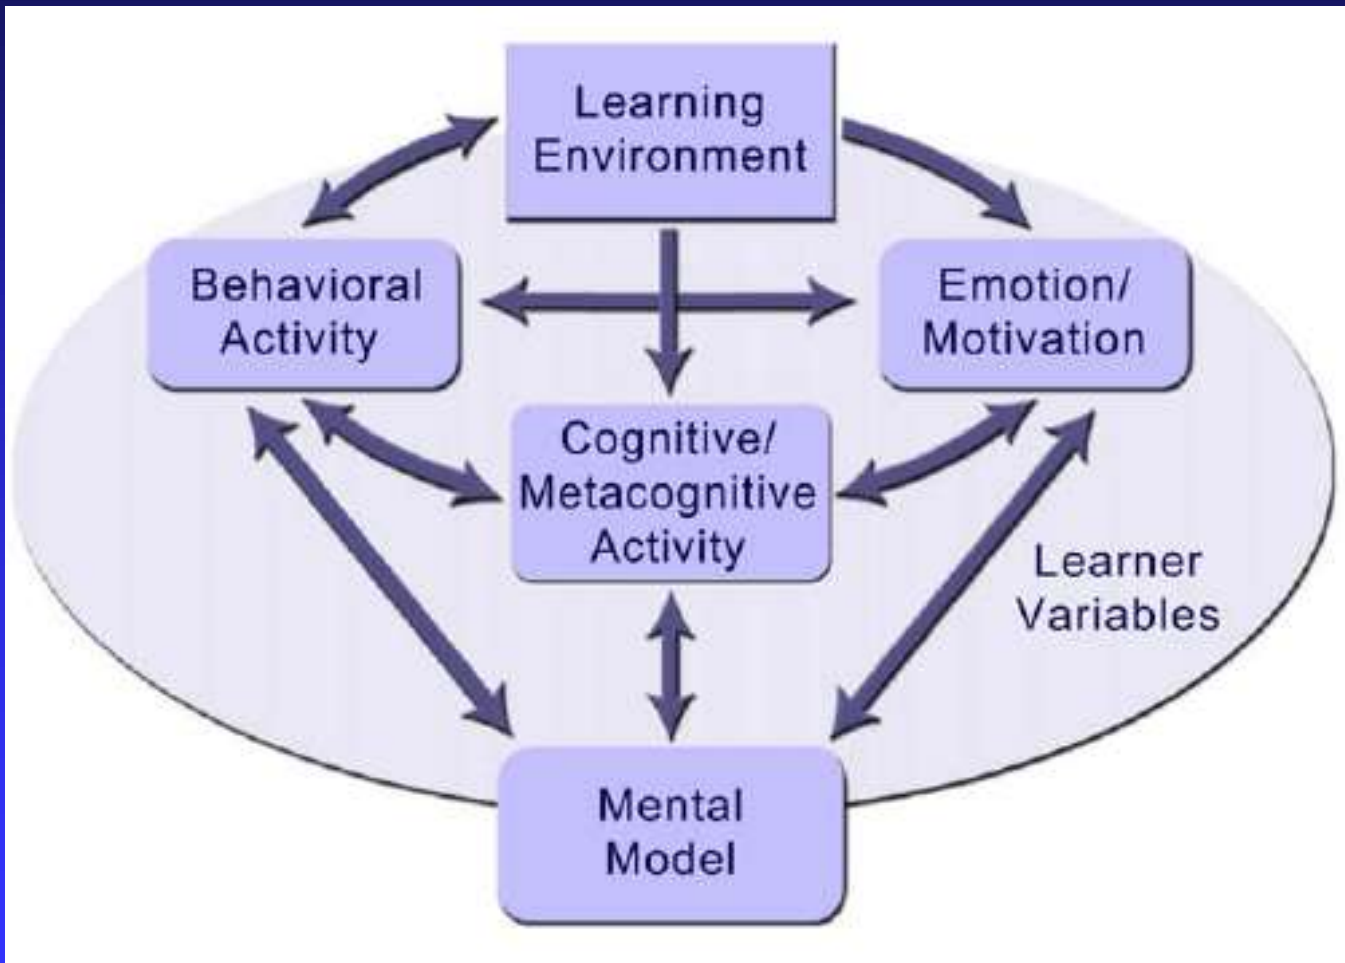 Learning
Environment
Behavioral
Activity
Emotion/
Motivation
Cognitive/
Metacognitive
Activity
Learner
Variables
Mental
Model